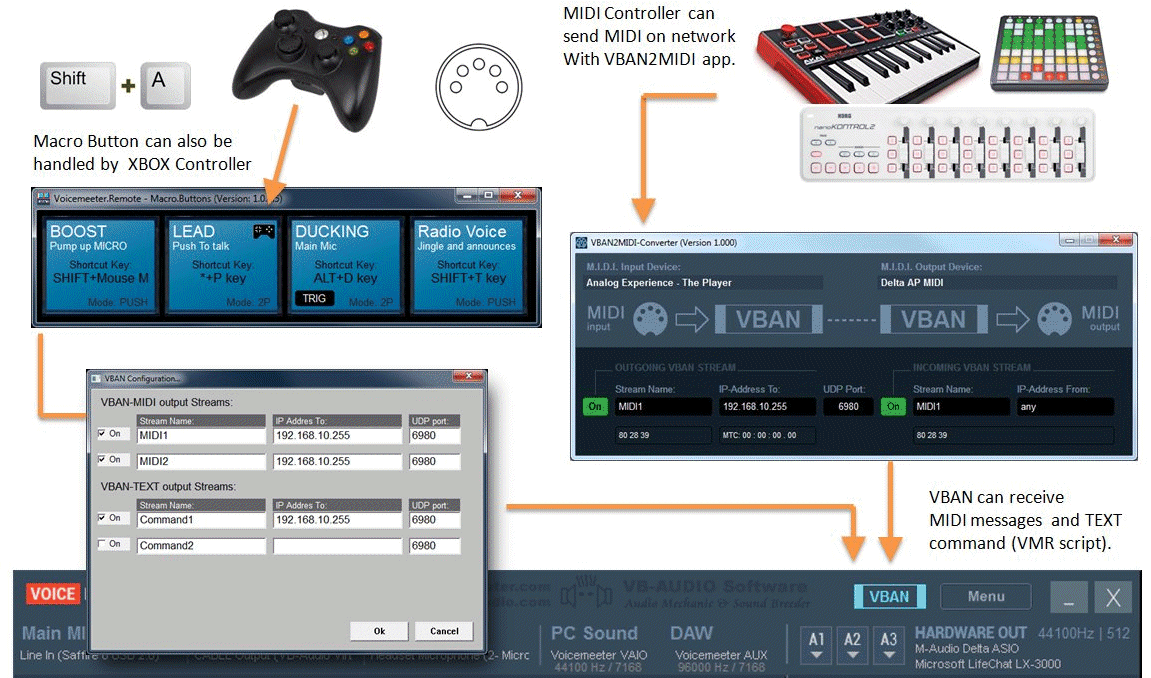 Shift
+
A
Macro Button can also be
handled by XBOX Controller
MIDI Controller can
send MIDI on network
With VBAN2MIDI app.
AKAI
KORG
nanoKONTROL2
Voicemeeter.Remote - Macro.Buttons (Version: 1.0.
BOOST
Pump up MICRO
Shortcut Key:
SHIFT+Mouse M
Mode: PUSH
LEAD
Push To talk
Shortcut Key:
*+P key
Mode: 2P
DUCKING
Main Mic
Shortcut Key:
ALT+D key
TRIG
Mode: 2P
Radio Voice
Jingle and announces
Shortcut Key:
SHIFT+T key
Mode: PUSH
VBAN2MIDI-Converter (Version 1.000)
M.I.D.I. Input Device:
Analog Experience - The Player
M.I.D.I. Output Device:
Delta AP MIDI
MIDI
input
VBAN
VBAN
MIDI
output
OUTGOING VBAN STREAM
Stream Name: IP-Address To: UDP Port:
On MIDI1 192.168.10.255 6980
80 28 39 MTC: 00 : 00 : 00 . 00
INCOMING VBAN STREAM
Stream Name: IP-Address From:
On MIDI1 any
80 28 39
VBAN Configuration...
VBAN-MIDI output Streams:
Stream Name: IP Addres To: UDP port:
On MIDI1 192.168.10.255 6980
On MIDI2 192.168.10.255 6980
VBAN-TEXT output Streams:
Stream Name: IP Addres To: UDP port:
On Command1 192.168.10.255 6980
On Command2 6980
Ok Cancel
VBAN can receive
MIDI messages and TEXT
command (VMR script).
VOICE
VB-AUDIO Software
Audio Mechanic & Sound Breeder
VBAN
Menu
Main MI
Line In (Saffire 6 USB 2.0)
PC Sound
Voicemeeter VAIO
44100 Hz / 7168
DAW
Voicemeeter AUX
96000 Hz / 7168
A1 A2 A3
HARDWARE OUT 44100Hz | 512
M-Audio Delta ASIO
Microsoft LifeChat LX-3000